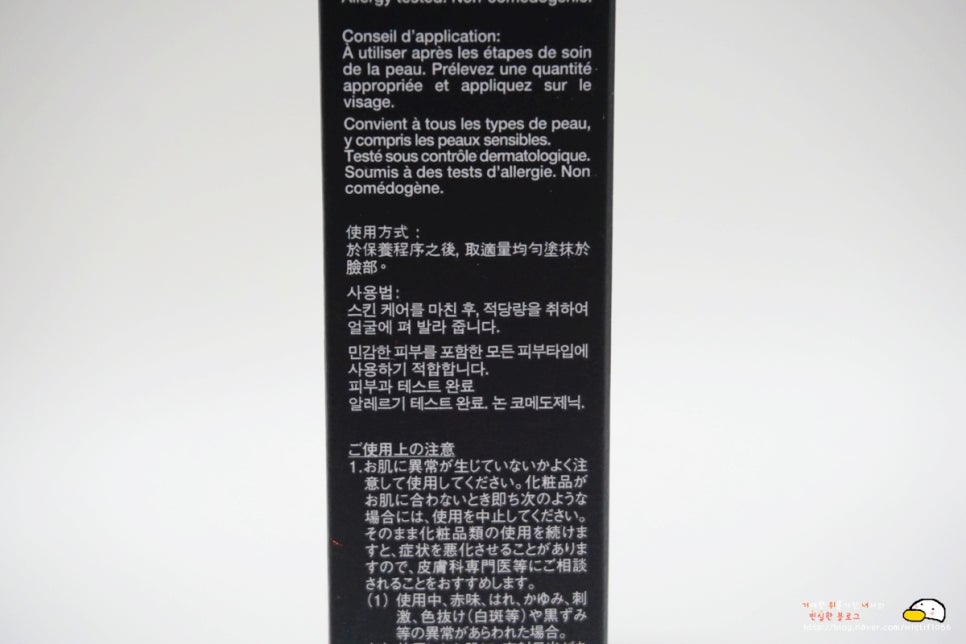 Allergy tested. Non-comedogenic.
Conseil d'application:
À utiliser après les étapes de soin
de la peau. Prélevez une quantité
appropriée et appliquez sur le
visage.
Convient à tous les types de peau,
y compris les peaux sensibles.
Testé sous contrôle dermatologique.
Soumis à des tests d'allergie. Non
comédogène.
使用方式：
於保養程序之後, 取適量均勻塗抹於
臉部。
사용법:
스킨 케어를 마친 후, 적당량을 취하여
얼굴에 펴 발라 줍니다.
민감한 피부를 포함한 모든 피부타입에
사용하기 적합합니다.
피부과 테스트 완료
알레르기 테스트 완료. 논 코메도제닉.
ご使用上の注意
1.お肌に異常が生じていないかよく注
意して使用してください。化粧品が
お肌に合わないとき即ち次のような
場合には、使用を中止してください。
そのまま化粧品類の使用を続けま
すと、症状を悪化させることがありま
すので、皮膚科専門医等にご相談
されることをおすすめします。
(1) 使用中、赤味、はれ、かゆみ、刺
激、色抜け(白斑等)や黒ずみ
等の異常があらわれた場合。